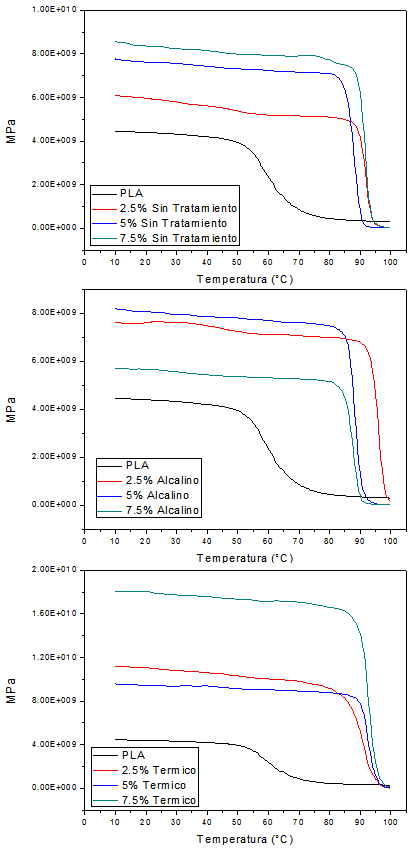 1.00E+010
8.00E+009
6.00E+009
4.00E+009
2.00E+009
0.00E+000
MPa
PLA
2.5% Sin Tratamiento
5% Sin Tratamiento
7.5% Sin Tratamiento
0 10 20 30 40 50 60 70 80 90 100
Temperatura (°C)
8.00E+009
6.00E+009
4.00E+009
2.00E+009
0.00E+000
MPa
PLA
2.5% Alcalino
5% Alcalino
7.5% Alcalino
0 10 20 30 40 50 60 70 80 90 100
Temperatura (°C)
2.00E+010
1.60E+010
1.20E+010
8.00E+009
4.00E+009
0.00E+000
MPa
PLA
2.5% Termico
5% Termico
7.5% Termico
0 10 20 30 40 50 60 70 80 90 100
Temperatura (°C)